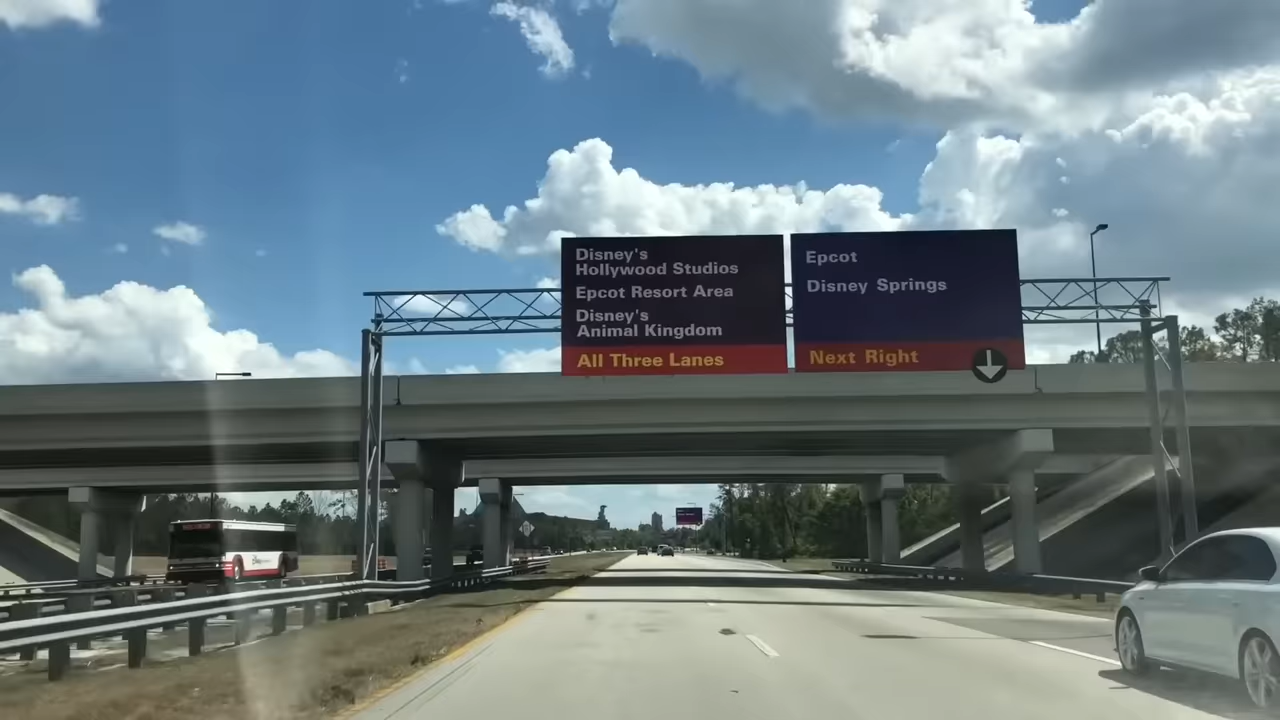 Disney's
Hollywood Studios
Epcot Resort Area
Disney's
Animal Kingdom
All Three Lanes
Epcot
Disney Springs
Next Right